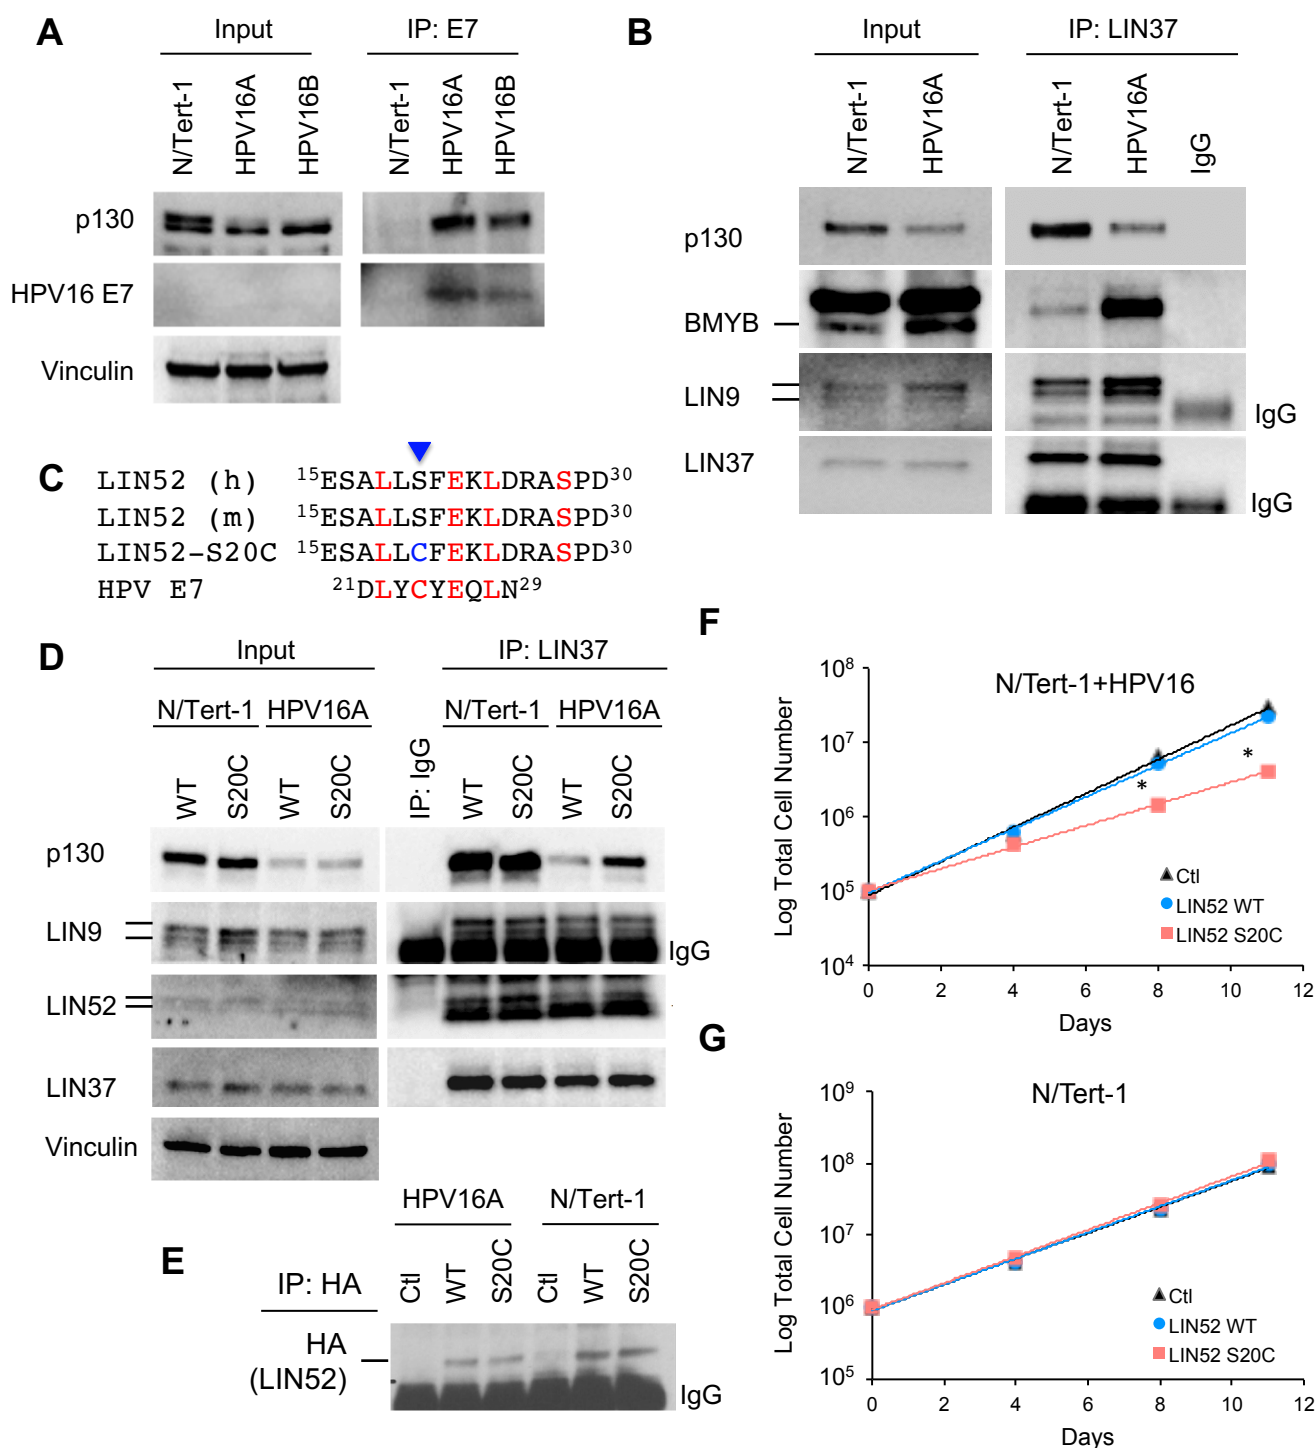 A
Input
IP: E7
N/Tert-1
HPV16A
HPV16B
N/Tert-1
HPV16A
HPV16B
p130
HPV16 E7
Vinculin
B
Input
IP: LIN37
N/Tert-1
HPV16A
N/Tert-1
HPV16A
IgG
p130
BMYB
LIN9
IgG
LIN37
IgG
C
LIN52 (h) 15ESALLSFEKLDRASPD30
LIN52 (m) 15ESALLSFEKLDRASPD30
LIN52-S20C 15ESALLCFEKLDRASPD30
HPV E7 21DLYCYEQLN29
D
Input
IP: LIN37
N/Tert-1
HPV16A
IP: IgG
N/Tert-1
HPV16A
WT
S20C
WT
S20C
WT
S20C
WT
S20C
p130
LIN9
IgG
LIN52
LIN37
Vinculin
E
HPV16A
N/Tert-1
IP: HA
Ctl
WT
S20C
Ctl
WT
S20C
HA
(LIN52)
IgG
F
N/Tert-1+HPV16
Log Total Cell Number
10^8
10^7
10^6
10^5
10^4
*
*
Ctl
LIN52 WT
LIN52 S20C
0 2 4 6 8 10 12
Days
G
N/Tert-1
Log Total Cell Number
10^9
10^8
10^7
10^6
10^5
Ctl
LIN52 WT
LIN52 S20C
0 2 4 6 8 10 12
Days